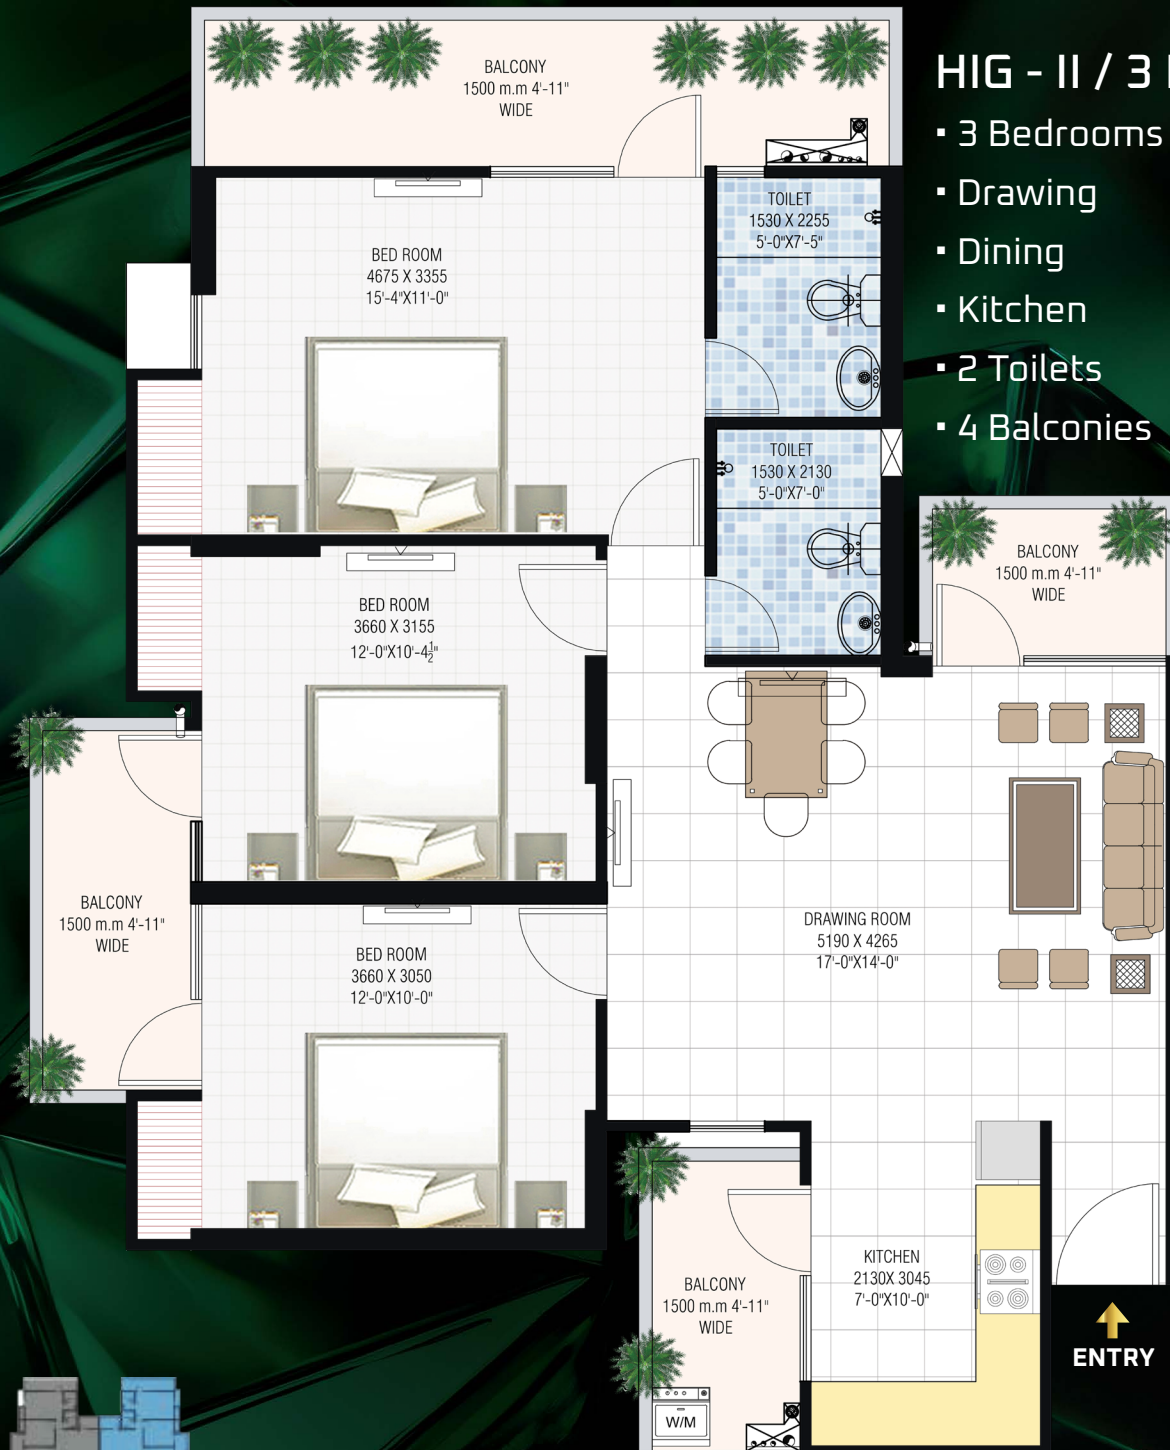 BALCONY
1500 m.m 4'-11"
WIDE
HIG - II / 3
▪ 3 Bedrooms
▪ Drawing
▪ Dining
▪ Kitchen
▪ 2 Toilets
▪ 4 Balconies
BED ROOM
4675 X 3355
15'-4"X11'-0"
TOILET
1530 X 2255
5'-0"X7'-5"
TOILET
1530 X 2130
5'-0"X7'-0"
BALCONY
1500 m.m 4'-11"
WIDE
BED ROOM
3660 X 3155
12'-0"X10'-4½"
BALCONY
1500 m.m 4'-11"
WIDE
DRAWING ROOM
5190 X 4265
17'-0"X14'-0"
BED ROOM
3660 X 3050
12'-0"X10'-0"
KITCHEN
2130X 3045
7'-0"X10'-0"
BALCONY
1500 m.m 4'-11"
WIDE
ENTRY
W/M